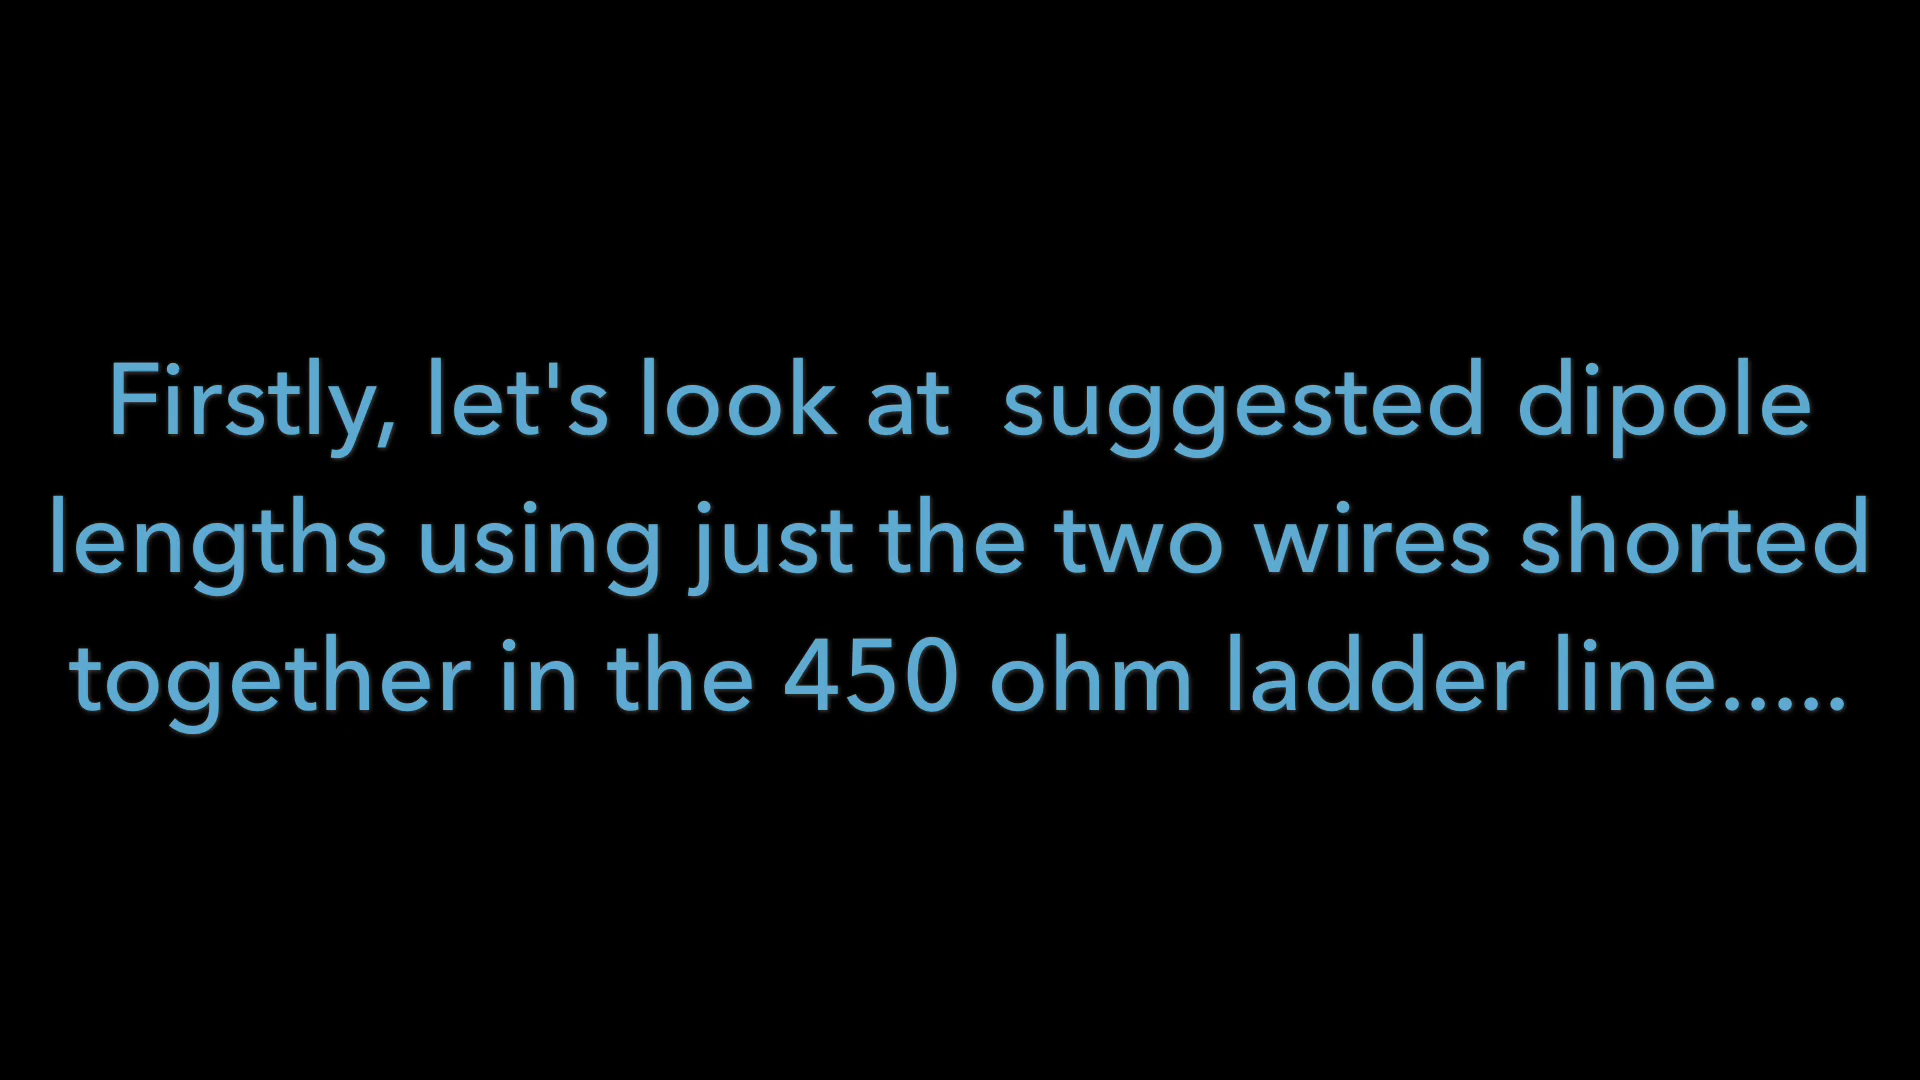 Firstly, let's look at  suggested dipole
lengths using just the two wires shorted
together in the 450 ohm ladder line.....